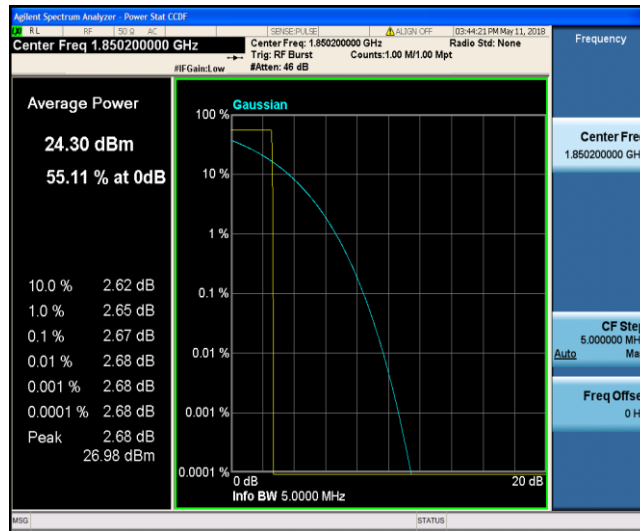 Agilent Spectrum Analyzer - Power Stat CCDF
RL RF 50 Ω AC SENSE:PULSE ALIGN OFF 03:44:21 PM May 11, 2018
Center Freq 1.850200000 GHz
Center Freq: 1.850200000 GHz Radio Std: None
Trig: RF Burst Counts:1.00 M/1.00 Mpt
#IFGain:Low #Atten: 46 dB
Frequency
Average Power
24.30 dBm
55.11 % at 0dB
10.0 % 2.62 dB
1.0 % 2.65 dB
0.1 % 2.67 dB
0.01 % 2.68 dB
0.001 % 2.68 dB
0.0001 % 2.68 dB
Peak 2.68 dB
26.98 dBm
Gaussian
100 %
10 %
1 %
0.1 %
0.01 %
0.001 %
0.0001 %
0 dB 20 dB
Info BW 5.0000 MHz
Center Fre
1.850200000 GH
CF Step
5.000000 MH
Auto Ma
Freq Offse
0 H
MSG STATUS